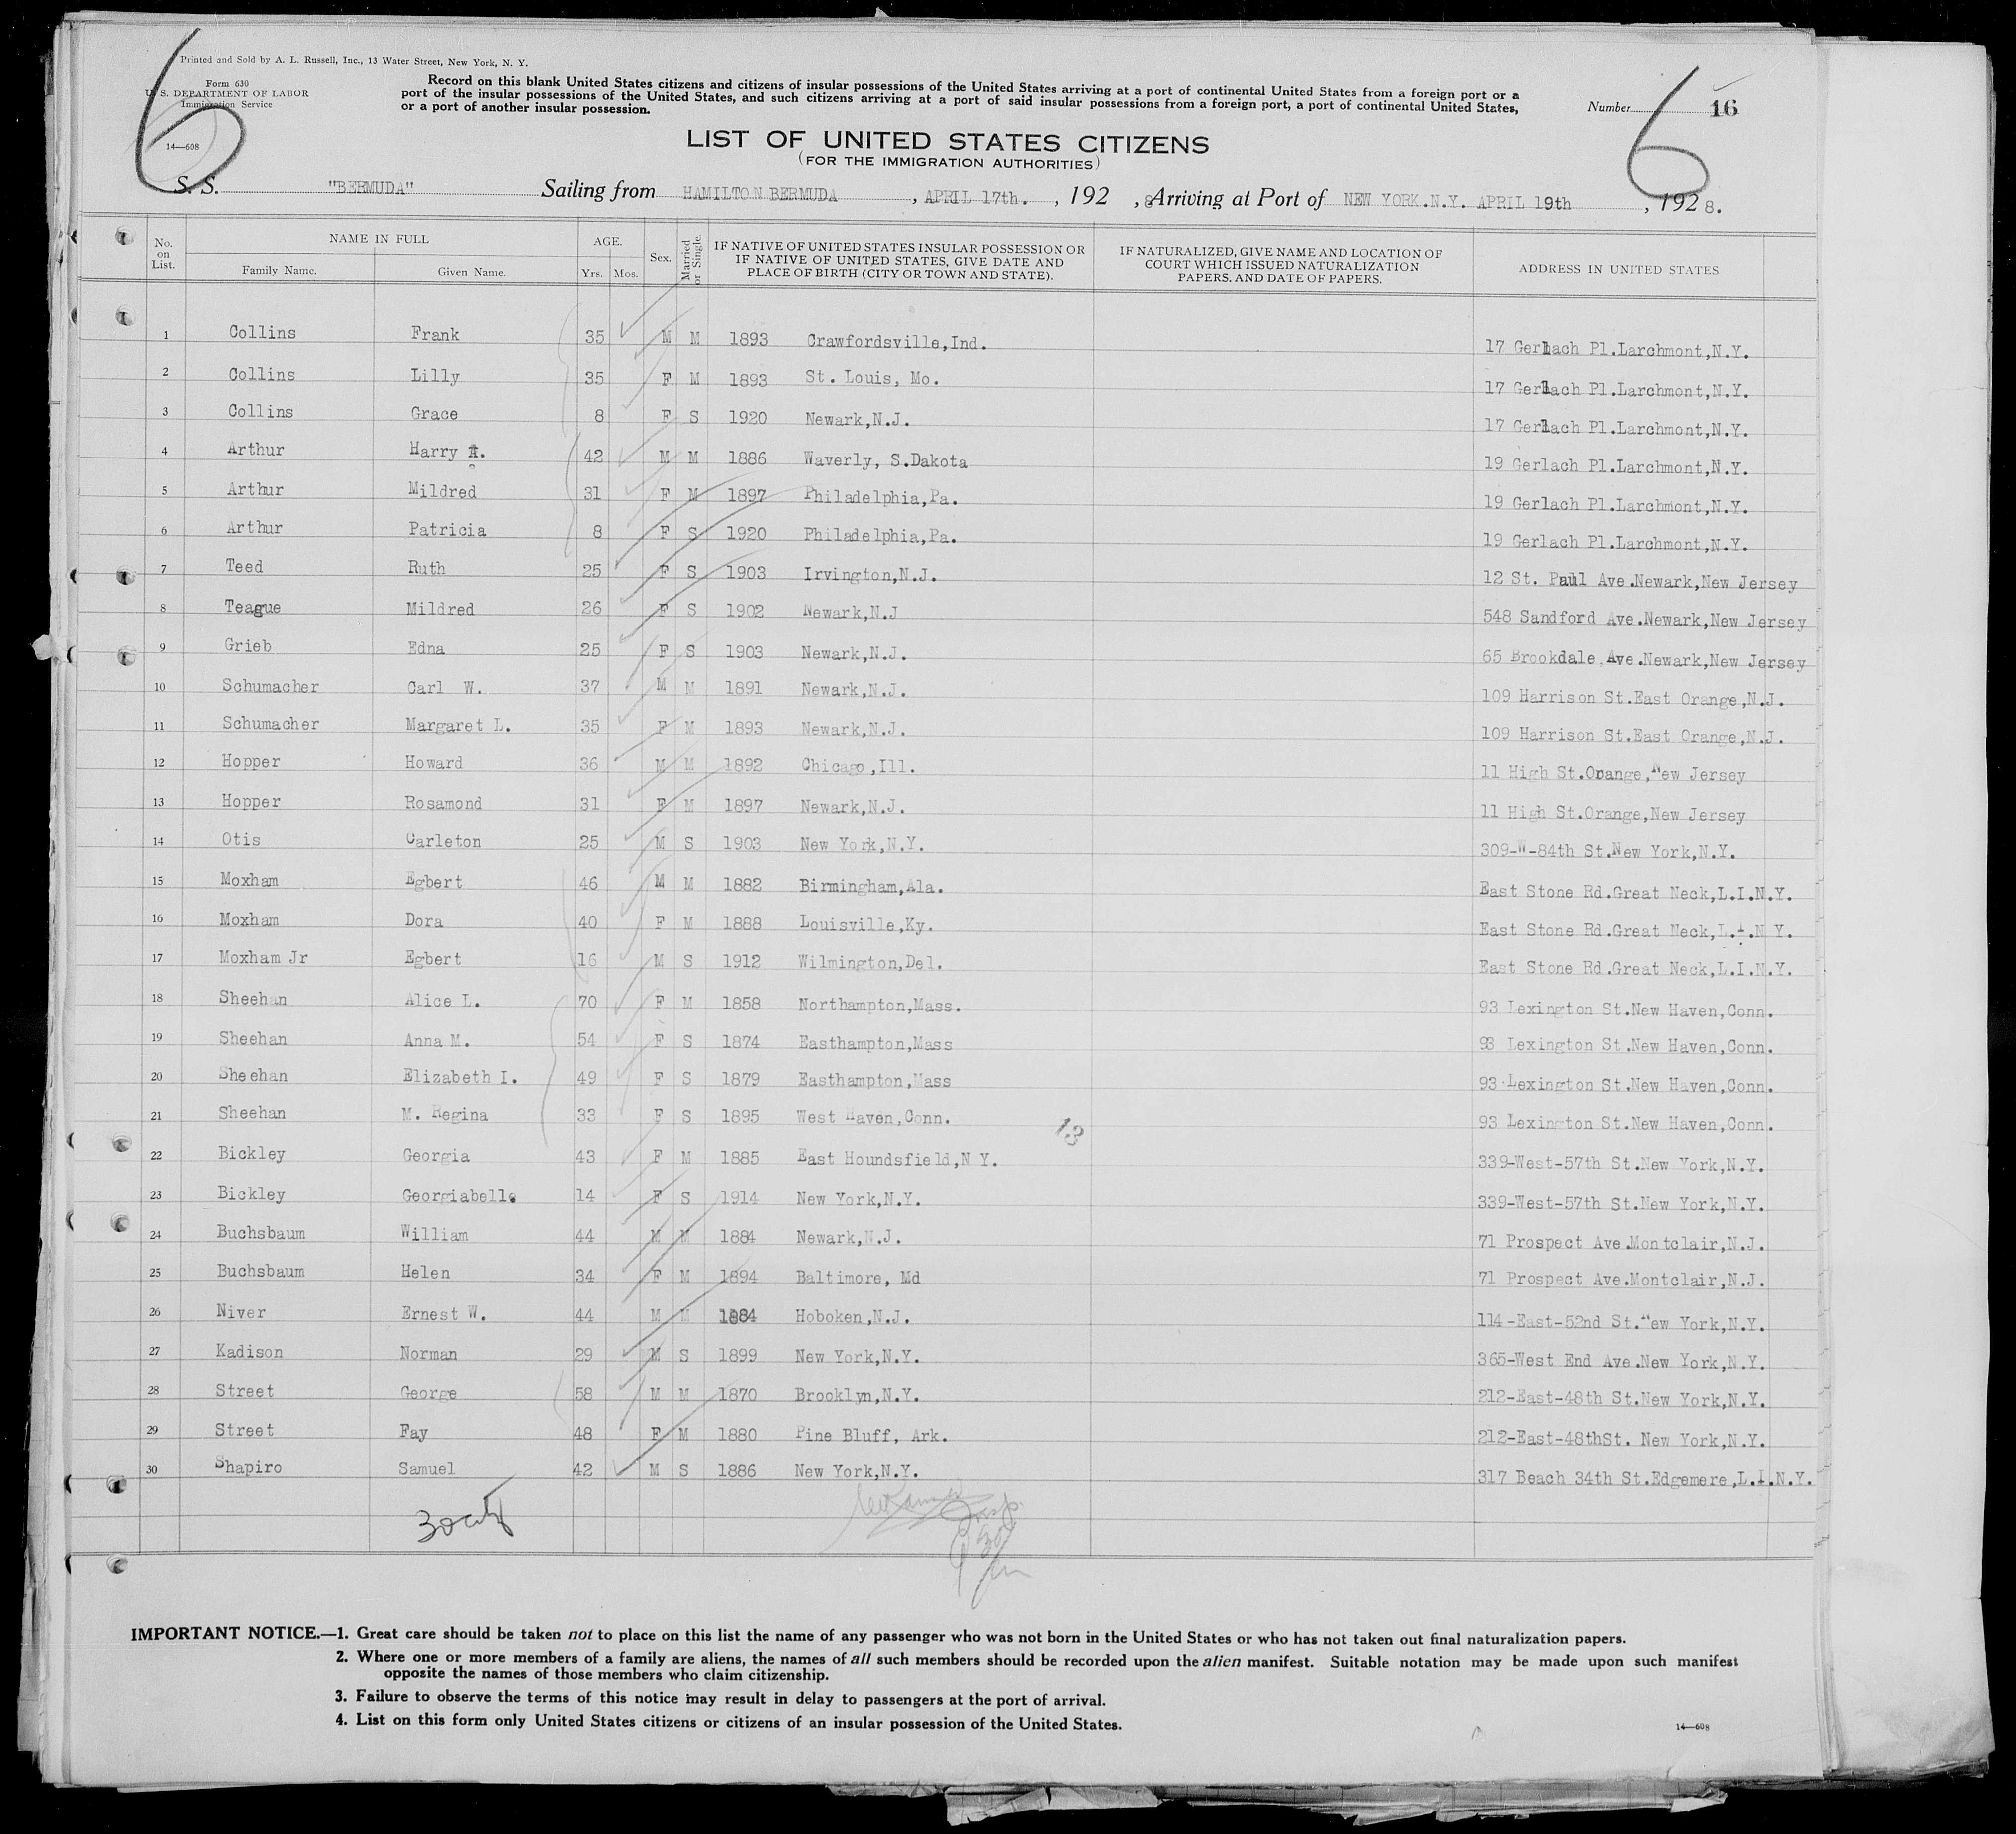 Printed and Sold by A. L. Russell, Inc., 13 Water Street, New York, N. Y.
Form 630
U. S. DEPARTMENT OF LABOR
Immigration Service
14—608
6
Record on this blank United States citizens and citizens of insular possessions of the United States arriving at a port of continental United States from a foreign port or a
port of the insular possessions of the United States, and such citizens arriving at a port of said insular possessions from a foreign port, a port of continental United States,
or a port of another insular possession.
Number 16
6
LIST OF UNITED STATES CITIZENS
(FOR THE IMMIGRATION AUTHORITIES)
S. S. "BERMUDA" Sailing from HAMILTON BERMUDA , APRIL 17th. , 192 , 8 Arriving at Port of NEW YORK.N.Y. APRIL 19th , 1928.
No. on List. NAME IN FULL Family Name. Given Name. AGE. Yrs. Mos. Sex. Married or Single. IF NATIVE OF UNITED STATES INSULAR POSSESSION OR IF NATIVE OF UNITED STATES, GIVE DATE AND PLACE OF BIRTH (CITY OR TOWN AND STATE). IF NATURALIZED, GIVE NAME AND LOCATION OF COURT WHICH ISSUED NATURALIZATION PAPERS, AND DATE OF PAPERS. ADDRESS IN UNITED STATES
1 Collins Frank 35 M M 1893 Crawfordsville,Ind. 17 Gerlach Pl.Larchmont,N.Y.
2 Collins Lilly 35 F M 1893 St. Louis, Mo. 17 Gerlach Pl.Larchmont,N.Y.
3 Collins Grace 8 F S 1920 Newark,N.J. 17 Gerlach Pl.Larchmont,N.Y.
4 Arthur Harry 42 M M 1886 Waverly, S.Dakota 19 Gerlach Pl.Larchmont,N.Y.
5 Arthur Mildred 31 F M 1897 Philadelphia,Pa. 19 Gerlach Pl.Larchmont,N.Y.
6 Arthur Patricia 8 F S 1920 Philadelphia,Pa. 19 Gerlach Pl.Larchmont,N.Y.
7 Teed Ruth 25 F S 1903 Irvington,N.J. 12 St. Paul Ave.Newark,New Jersey
8 Teague Mildred 26 F S 1902 Newark,N.J 548 Sandford Ave.Newark,New Jersey
9 Grieb Edna 25 F S 1903 Newark,N.J. 65 Brookdale Ave.Newark,New Jersey
10 Schumacher Carl W. 37 M M 1891 Newark,N.J. 109 Harrison St.East Orange,N.J.
11 Schumacher Margaret L. 35 F M 1893 Newark,N.J. 109 Harrison St.East Orange,N.J.
12 Hopper Howard 36 M M 1892 Chicago,Ill. 11 High St.Orange,New Jersey
13 Hopper Rosamond 31 F M 1897 Newark,N.J. 11 High St.Orange,New Jersey
14 Otis Carleton 25 M S 1903 New York,N.Y. 309-W-84th St.New York,N.Y.
15 Moxham Egbert 46 M M 1882 Birmingham,Ala. East Stone Rd.Great Neck,L.I.N.Y.
16 Moxham Dora 40 F M 1888 Louisville,Ky. East Stone Rd.Great Neck,L.I.N Y.
17 Moxham Jr Egbert 16 M S 1912 Wilmington,Del. East Stone Rd.Great Neck,L.I.N.Y.
18 Sheehan Alice L. 70 F M 1858 Northampton,Mass. 93 Lexington St.New Haven,Conn.
19 Sheehan Anna M. 54 F S 1874 Easthampton,Mass 93 Lexington St.New Haven,Conn.
20 Sheehan Elizabeth I. 49 F S 1879 Easthampton,Mass 93 Lexington St.New Haven,Conn.
21 Sheehan M. Regina 33 F S 1895 West Haven,Conn. 93 Lexington St.New Haven,Conn.
13
22 Bickley Georgia 43 F M 1885 East Houndsfield,N Y. 339-West-57th St.New York,N.Y.
23 Bickley Georgiabelle 14 F S 1914 New York,N.Y. 339-West-57th St.New York,N.Y.
24 Buchsbaum William 44 M M 1884 Newark,N.J. 71 Prospect Ave.Montclair,N.J.
25 Buchsbaum Helen 34 F M 1894 Baltimore, Md 71 Prospect Ave.Montclair,N.J.
26 Niver Ernest W. 44 M M 1884 Hoboken,N.J. 114-East-52nd St.New York,N.Y.
27 Kadison Norman 29 M S 1899 New York,N.Y. 365-West End Ave.New York,N.Y.
28 Street George 58 M M 1870 Brooklyn,N.Y. 212-East-48th St.New York,N.Y.
29 Street Fay 48 F M 1880 Pine Bluff, Ark. 212-East-48thSt. New York,N.Y.
30 Shapiro Samuel 42 M S 1886 New York,N.Y. 317 Beach 34th St.Edgemere,L.I.N.Y.
IMPORTANT NOTICE.—1. Great care should be taken not to place on this list the name of any passenger who was not born in the United States or who has not taken out final naturalization papers.
2. Where one or more members of a family are aliens, the names of all such members should be recorded upon the alien manifest. Suitable notation may be made upon such manifest
opposite the names of those members who claim citizenship.
3. Failure to observe the terms of this notice may result in delay to passengers at the port of arrival.
4. List on this form only United States citizens or citizens of an insular possession of the United States.
14—608